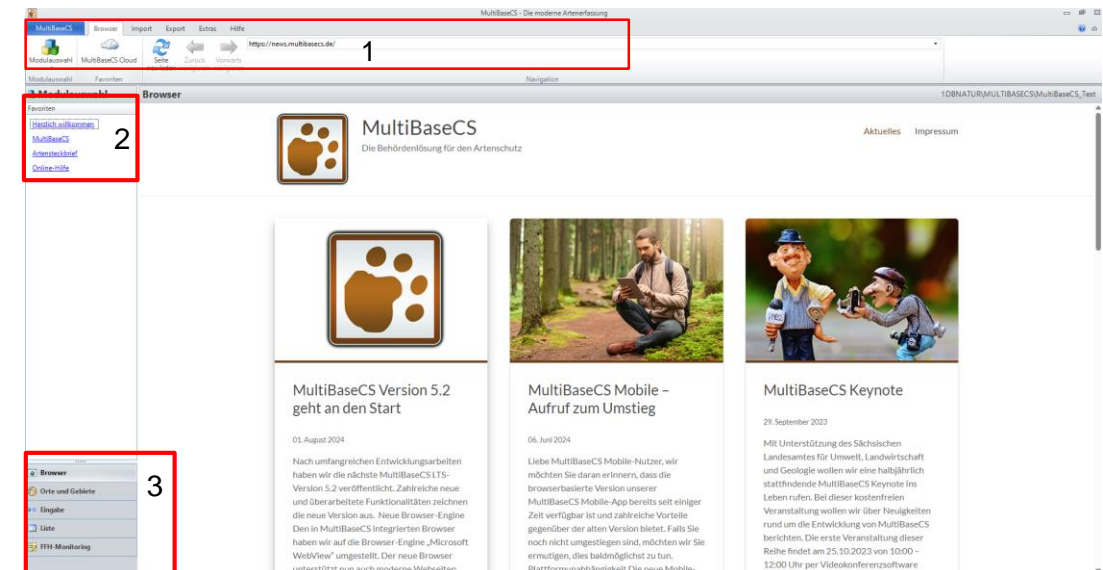 MultiBaseCS - Die moderne Artenerfassung
MultiBaseCS Browser Import Export Extras Hilfe
https://news.multibasecs.de/
1
Modulauswahl MultiBaseCS Cloud Seite Zurück Vorwärts
Modulauswahl Favoriten Navigation
Modulauswahl Browser 1DBNATUR\MULTIBASECS\MultiBaseCS_Test
Favoriten
Herzlich willkommen
MultiBaseCS
Artensteckbrief
Online-Hilfe
2
MultiBaseCS
Die Behördenlösung für den Artenschutz
Aktuelles Impressum
PRESS
MultiBaseCS Version 5.2
geht an den Start
01. August 2024
Nach umfangreichen Entwicklungsarbeiten
haben wir die nächste MultiBaseCS LTS-
Version 5.2 veröffentlicht. Zahlreiche neue
und überarbeitete Funktionalitäten zeichnen
die neue Version aus. Neue Browser-Engine
Den in MultiBaseCS integrierten Browser
haben wir auf die Browser-Engine „Microsoft
WebView“ umgestellt. Der neue Browser
unterstützt nun auch moderne Webseiten
MultiBaseCS Mobile –
Aufruf zum Umstieg
06. Juni 2024
Liebe MultiBaseCS Mobile-Nutzer, wir
möchten Sie daran erinnern, dass die
browserbasierte Version unserer
MultiBaseCS Mobile-App bereits seit einiger
Zeit verfügbar ist und zahlreiche Vorteile
gegenüber der alten Version bietet. Falls Sie
noch nicht umgestiegen sind, möchten wir Sie
ermutigen, dies baldmöglichst zu tun.
Plattformunabhängigkeit Die neue Mobile-
MultiBaseCS Keynote
29. September 2023
Mit Unterstützung des Sächsischen
Landesamtes für Umwelt, Landwirtschaft
und Geologie wollen wir eine halbjährlich
stattfindende MultiBaseCS Keynote ins
Leben rufen. Bei dieser kostenfreien
Veranstaltung wollen wir über Neuigkeiten
rund um die Entwicklung von MultiBaseCS
berichten. Die erste Veranstaltung dieser
Reihe findet am 25.10.2023 von 10:00 –
12:00 Uhr per Videokonferenzsoftware
Browser
Orte und Gebiete
Eingabe
Liste
FFH-Monitoring
3